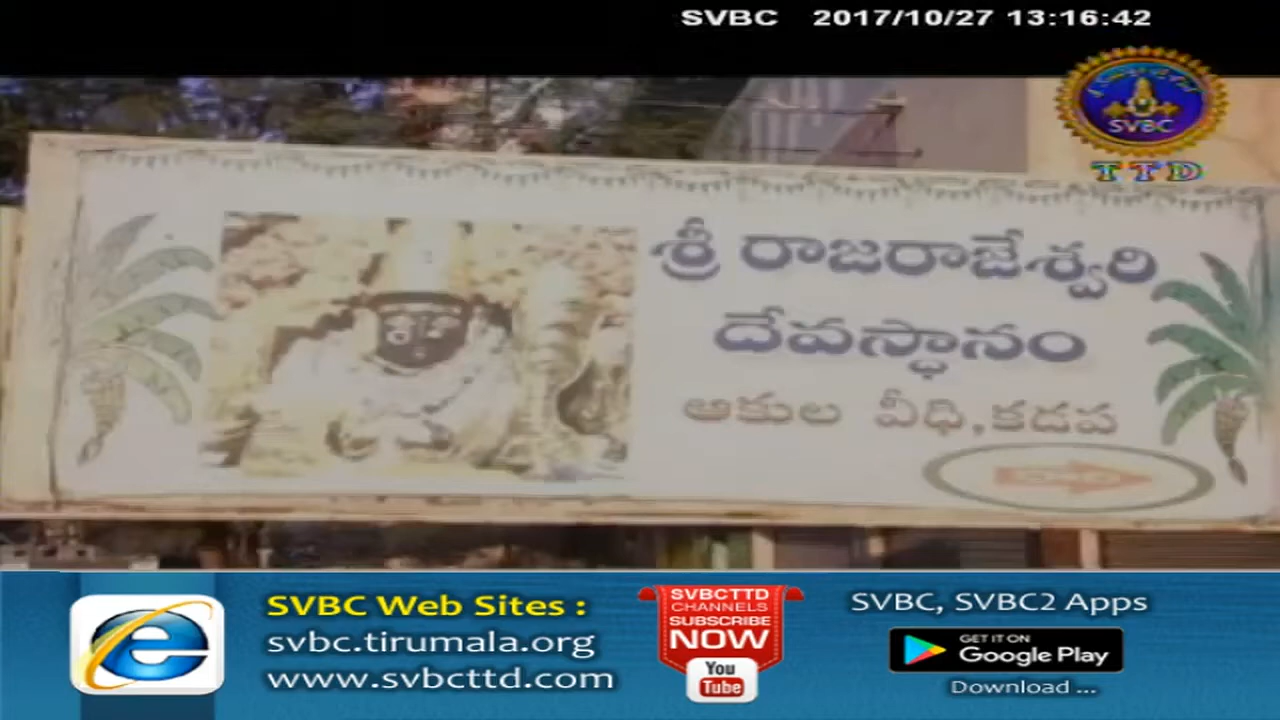 SVBC 2017/10/27 13:16:42
SVBC
TTD
శ్రీ రాజరాజేశ్వరి
దేవస్ధానం
ఆకుల వీధి,కడప
SVBC Web Sites :
svbc.tirumala.org
www.svbcttd.com
SVBCTTD
CHANNELS
SUBSCRIBE
NOW
You
Tube
SVBC, SVBC2 Apps
GET IT ON
Google Play
Download ...